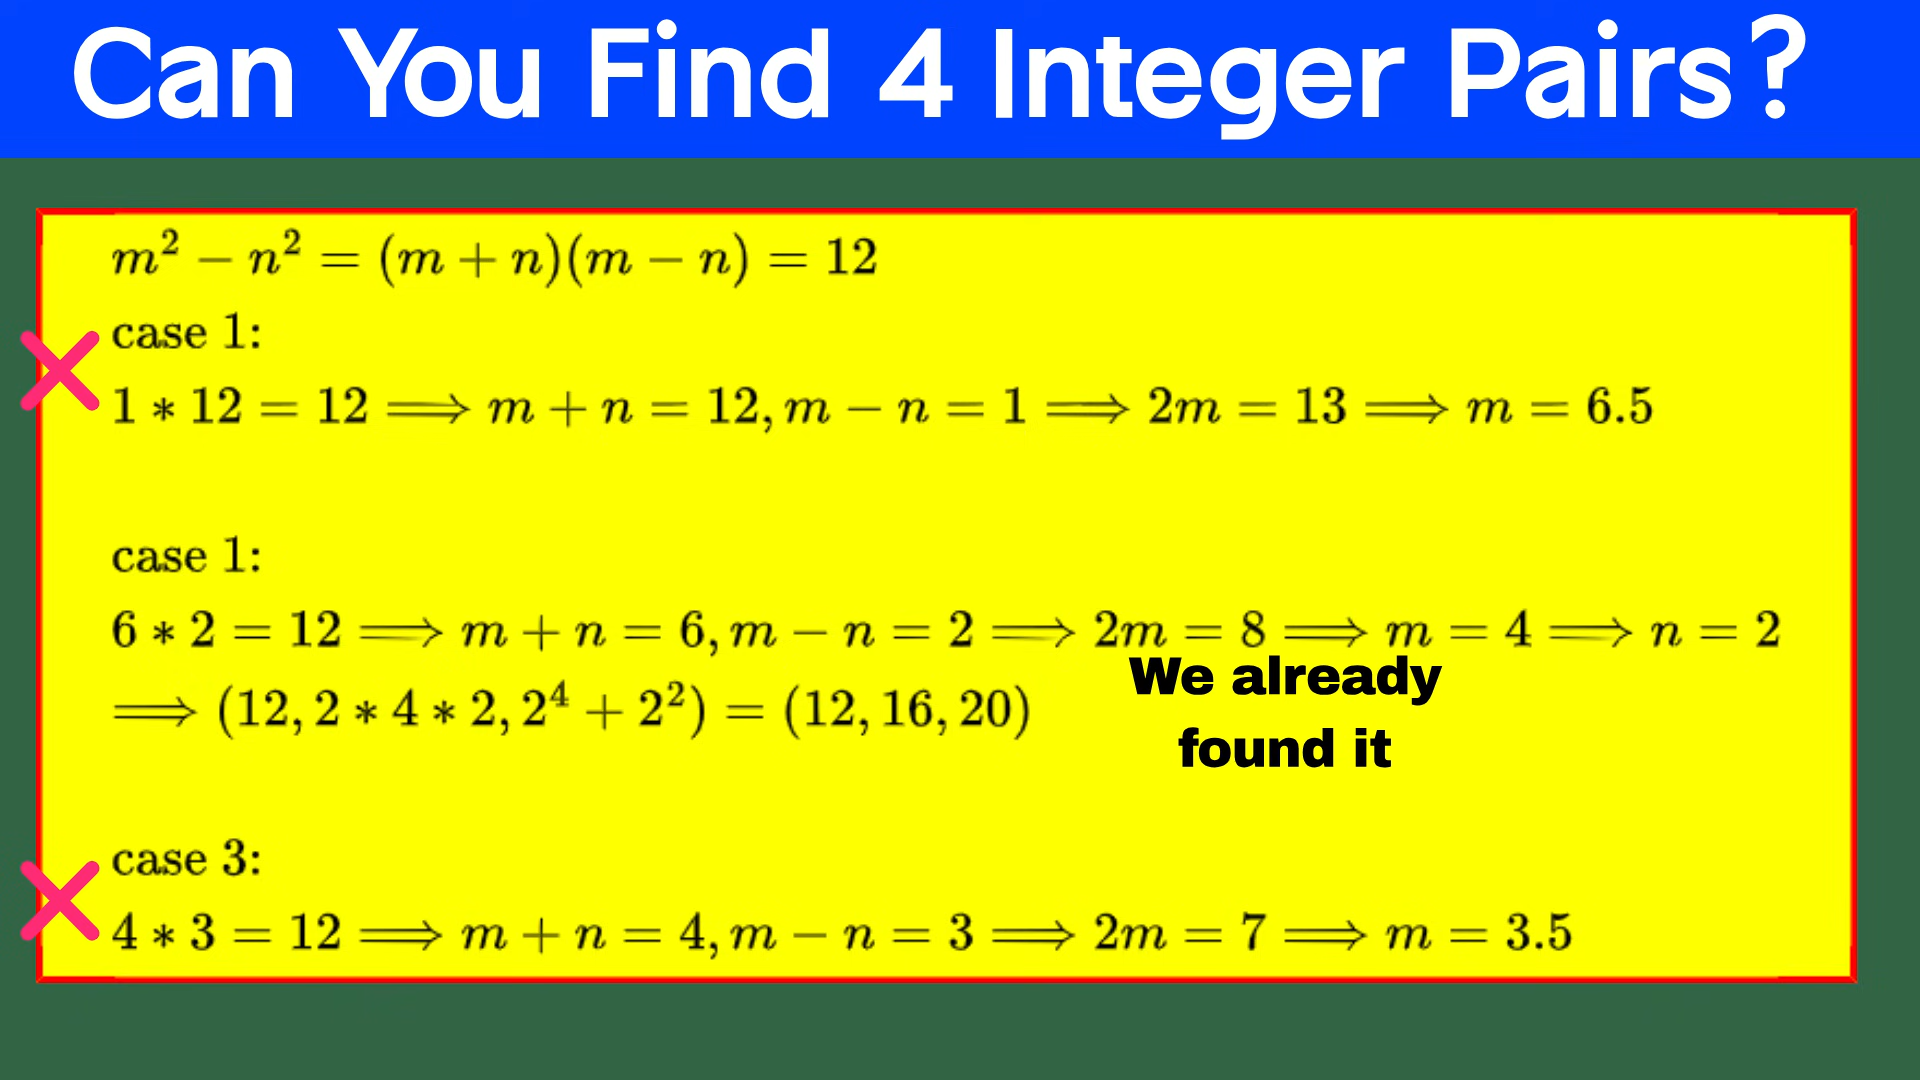 Can You Find 4 Integer Pairs?
m² − n² = (m + n)(m − n) = 12
case 1:
1 ∗ 12 = 12 ⟹ m + n = 12, m − n = 1 ⟹ 2m = 13 ⟹ m = 6.5
case 1:
6 ∗ 2 = 12 ⟹ m + n = 6, m − n = 2 ⟹ 2m = 8 ⟹ m = 4 ⟹ n = 2
⟹ (12, 2 ∗ 4 ∗ 2, 2⁴ + 2²) = (12, 16, 20)
We already
found it
case 3:
4 ∗ 3 = 12 ⟹ m + n = 4, m − n = 3 ⟹ 2m = 7 ⟹ m = 3.5